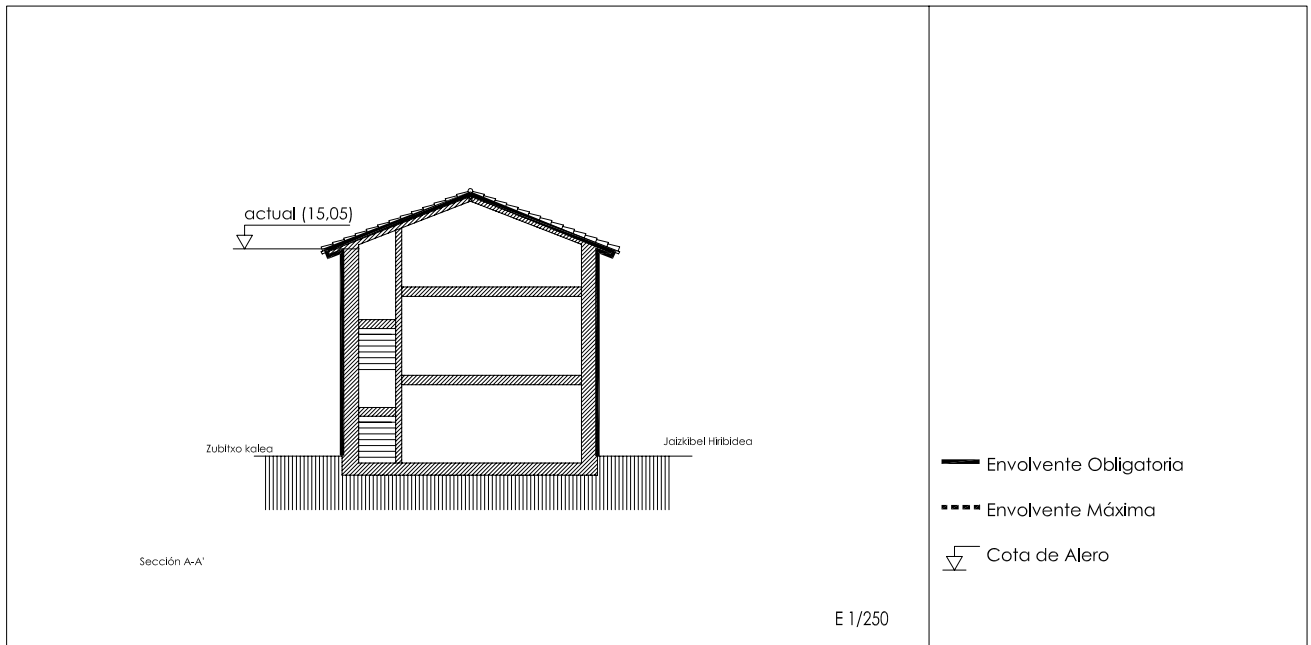 actual (15,05)
Zubitxo kalea
Jaizkibel Hiribidea
Sección A-A'
E 1/250
Envolvente Obligatoria
Envolvente Máxima
Cota de Alero